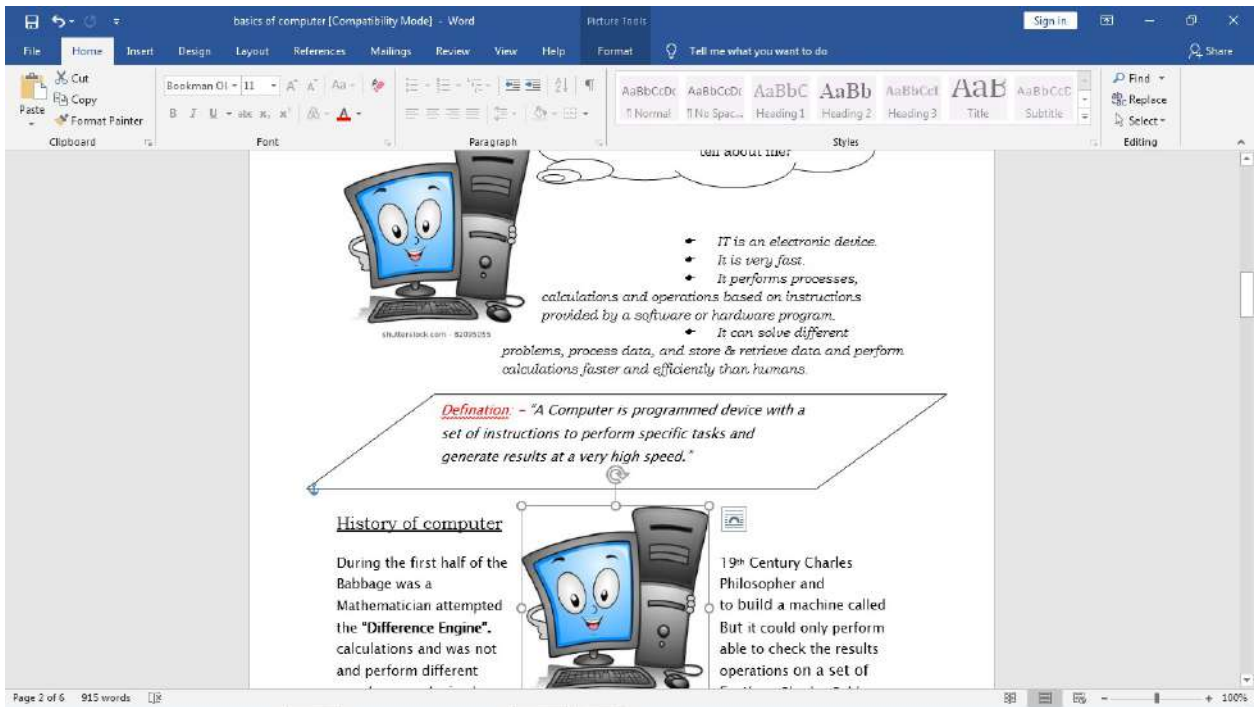 basics of computer [Compatibility Mode] - Word
Picture Tools
Sign in
File Home Insert Design Layout References Mailings Review View Help Format Tell me what you want to do Share
Paste
Cut
Copy
Format Painter
Clipboard
Bookman Ol 11
Font
Paragraph
AaBbCcDc AaBbCcDc AaBbC AaBb AaBbCcI AaB AaBbCcD
¶ Normal ¶ No Spac... Heading 1 Heading 2 Heading 3 Title Subtitle
Styles
Find
Replace
Select
Editing
tell about me?
shutterstock.com - 82095055
IT is an electronic device.
It is very fast.
It performs processes,
calculations and operations based on instructions
provided by a software or hardware program.
It can solve different
problems, process data, and store & retrieve data and perform
calculations faster and efficiently than humans.
Defination: – "A Computer is programmed device with a
set of instructions to perform specific tasks and
generate results at a very high speed."
History of computer
During the first half of the 19th Century Charles
Babbage was a Philosopher and
Mathematician attempted to build a machine called
the "Difference Engine". But it could only perform
calculations and was not able to check the results
and perform different operations on a set of
Page 2 of 6 915 words
100%